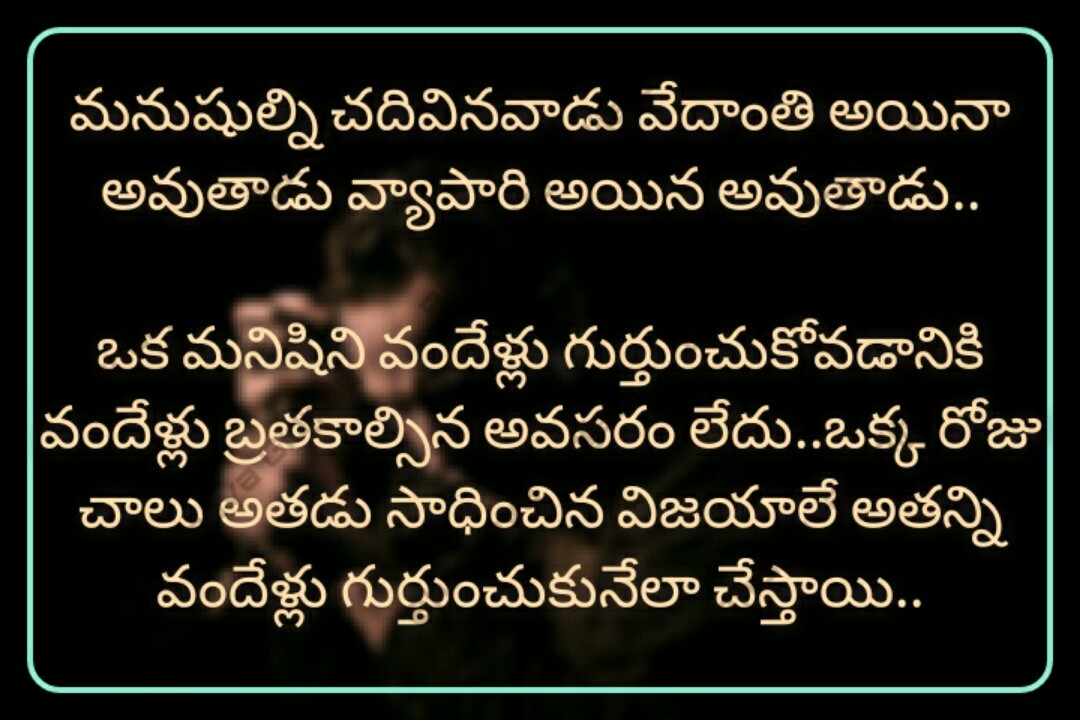 మనుషుల్ని చదివినవాడు వేదాంతి అయినా
అవుతాడు వ్యాపారి అయిన అవుతాడు..
ఒక మనిషిని వందేళ్లు గుర్తుంచుకోవడానికి
వందేళ్లు బ్రతకాల్సిన అవసరం లేదు..ఒక్క రోజు
చాలు అతడు సాధించిన విజయాలే అతన్ని
వందేళ్లు గుర్తుంచుకునేలా చేస్తాయి..